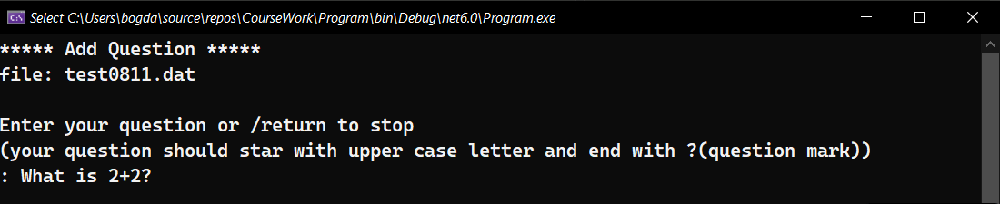 Select C:\Users\bogda\source\repos\CourseWork\Program\bin\Debug\net6.0\Program.exe
***** Add Question *****
file: test0811.dat
Enter your question or /return to stop
(your question should star with upper case letter and end with ?(question mark))
: What is 2+2?